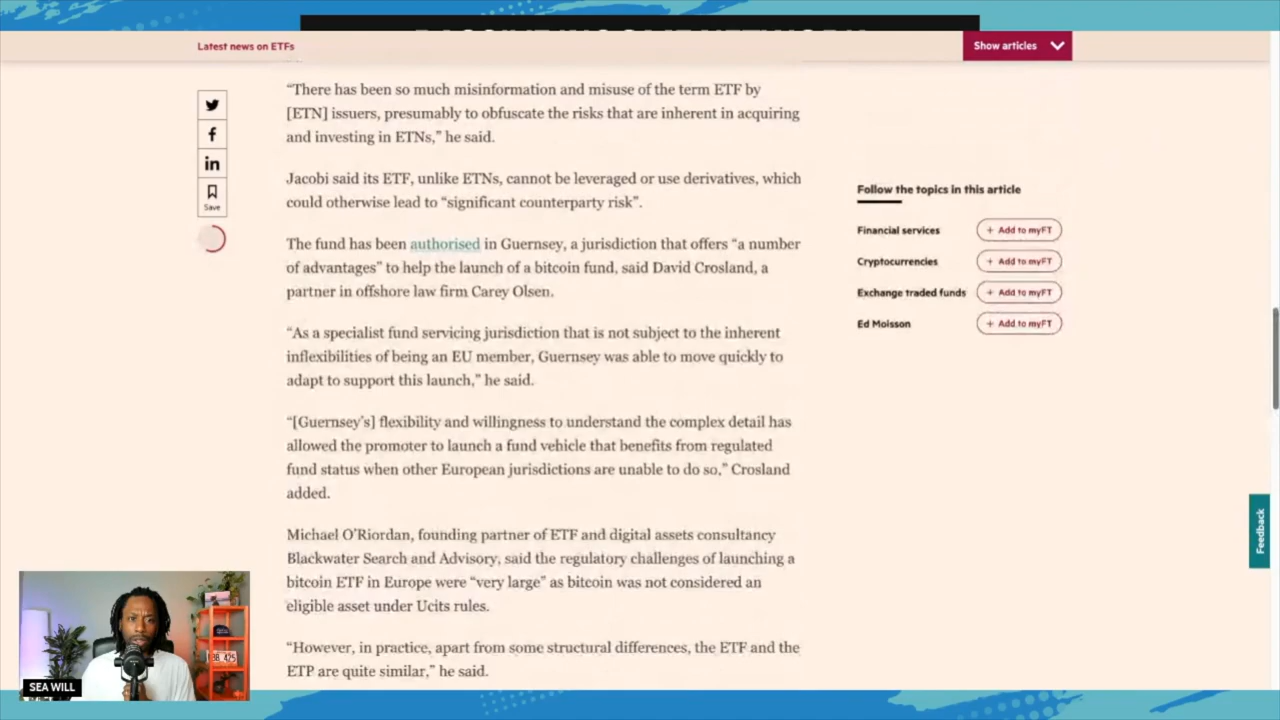 Latest news on ETFs
Show articles
“There has been so much misinformation and misuse of the term ETF by
[ETN] issuers, presumably to obfuscate the risks that are inherent in acquiring
and investing in ETNs,” he said.
Save
Jacobi said its ETF, unlike ETNs, cannot be leveraged or use derivatives, which
could otherwise lead to “significant counterparty risk”.
The fund has been authorised in Guernsey, a jurisdiction that offers “a number
of advantages” to help the launch of a bitcoin fund, said David Crosland, a
partner in offshore law firm Carey Olsen.
“As a specialist fund servicing jurisdiction that is not subject to the inherent
inflexibilities of being an EU member, Guernsey was able to move quickly to
adapt to support this launch,” he said.
“[Guernsey’s] flexibility and willingness to understand the complex detail has
allowed the promoter to launch a fund vehicle that benefits from regulated
fund status when other European jurisdictions are unable to do so,” Crosland
added.
Michael O’Riordan, founding partner of ETF and digital assets consultancy
Blackwater Search and Advisory, said the regulatory challenges of launching a
bitcoin ETF in Europe were “very large” as bitcoin was not considered an
eligible asset under Ucits rules.
“However, in practice, apart from some structural differences, the ETF and the
ETP are quite similar,” he said.
Follow the topics in this article
Financial services + Add to myFT
Cryptocurrencies + Add to myFT
Exchange traded funds + Add to myFT
Ed Moisson + Add to myFT
Feedback
SEA WILL